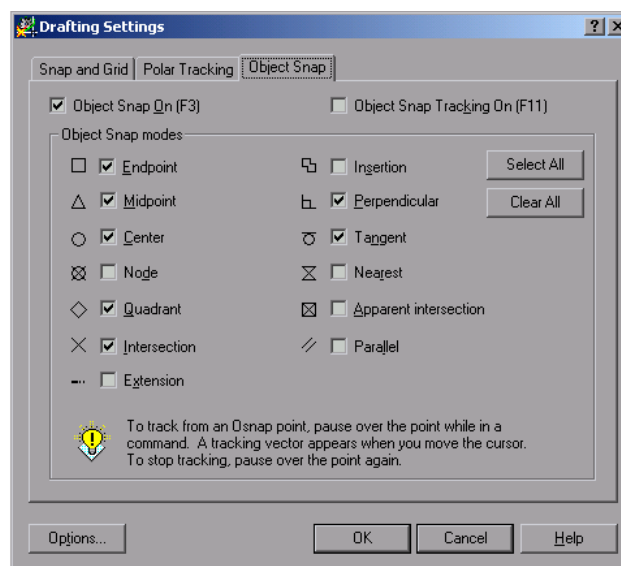 Drafting Settings
Snap and Grid
Polar Tracking
Object Snap
Object Snap On (F3)
Object Snap Tracking On (F11)
Object Snap modes
Endpoint
Insertion
Select All
Midpoint
Perpendicular
Clear All
Center
Tangent
Node
Nearest
Quadrant
Apparent intersection
Intersection
Parallel
Extension
To track from an Osnap point, pause over the point while in a
command. A tracking vector appears when you move the cursor.
To stop tracking, pause over the point again.
Options...
OK
Cancel
Help